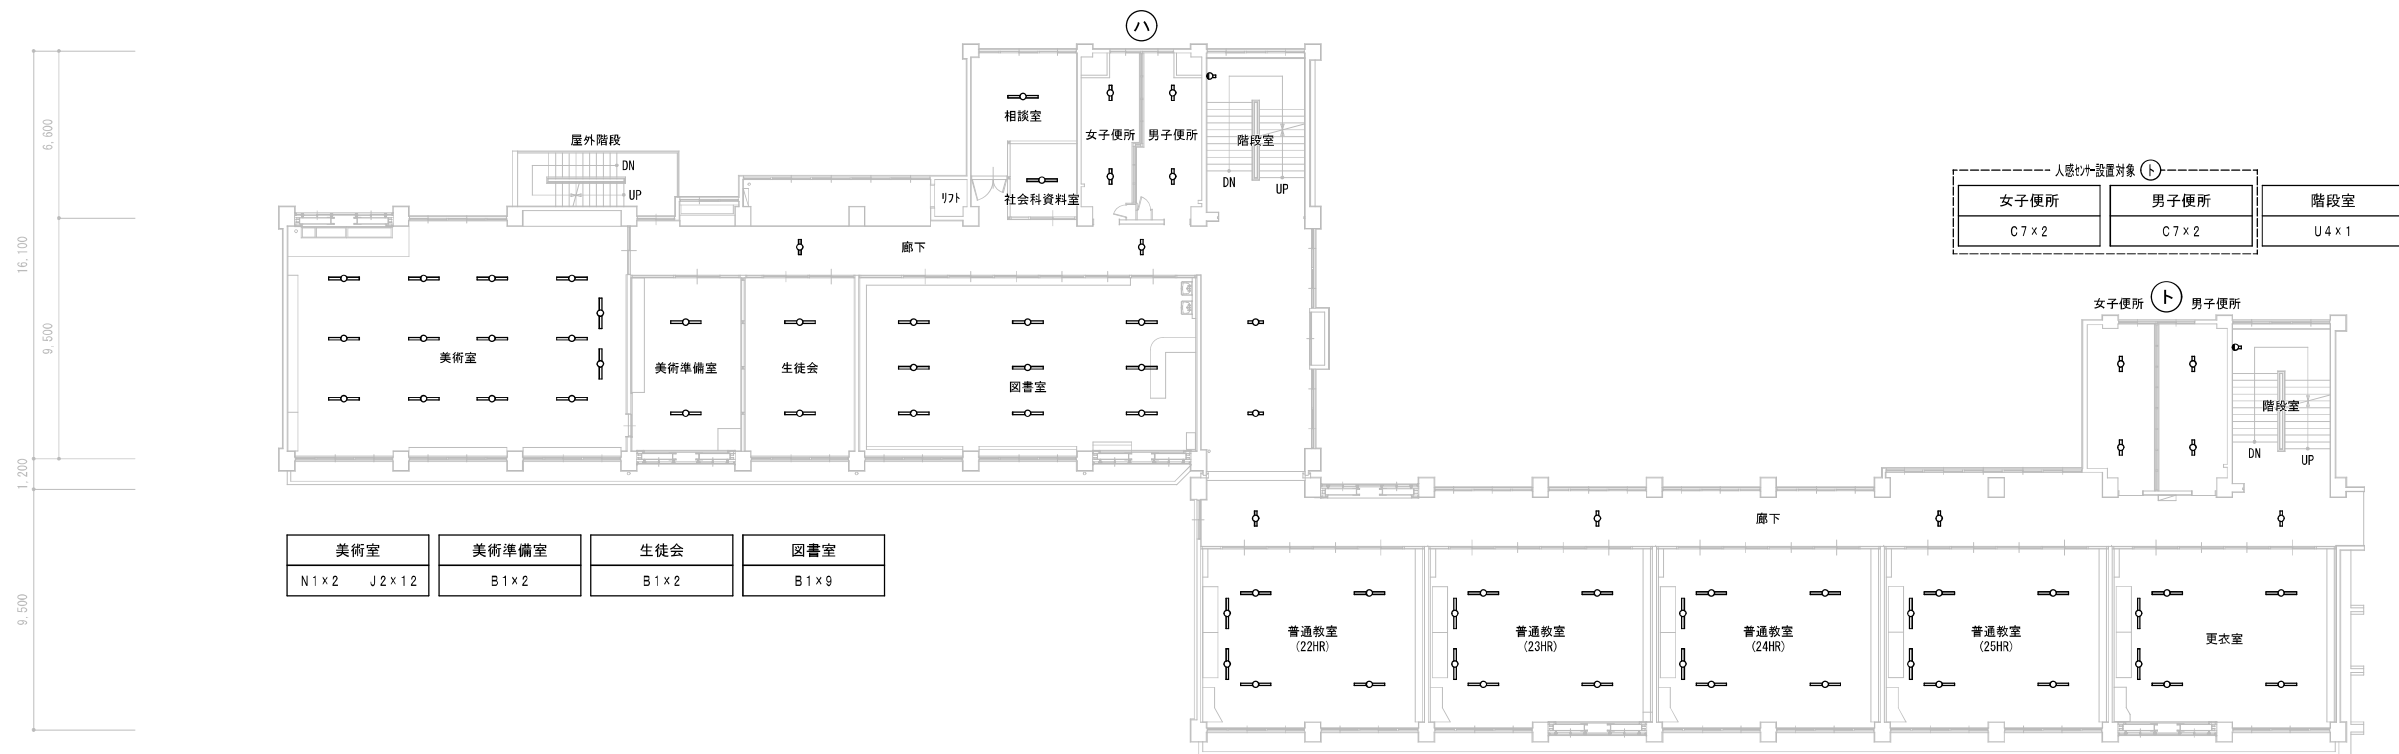 ハ
6,600
16,100
9,500
1,200
9,500
屋外階段
DN
UP
リフト
相談室
社会科資料室
女子便所
男子便所
階段室
DN
UP
廊下
美術室
美術準備室
生徒会
図書室
人感センサー設置対象 ト
女子便所
C7×2
男子便所
C7×2
階段室
U4×1
女子便所
ト
男子便所
階段室
DN
UP
廊下
美術室
N1×2 J2×12
美術準備室
B1×2
生徒会
B1×2
図書室
B1×9
普通教室
(22HR)
普通教室
(23HR)
普通教室
(24HR)
普通教室
(25HR)
更衣室